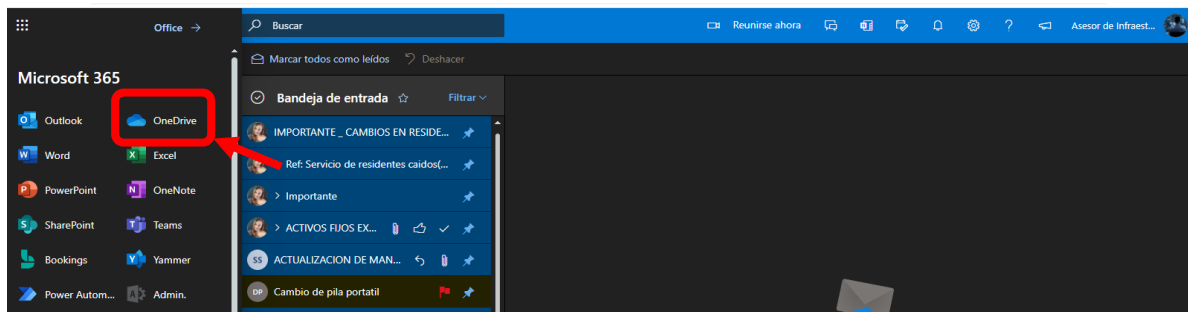 Office →
Buscar
Reunirse ahora
Asesor de Infraest...
Marcar todos como leídos
Deshacer
Microsoft 365
Bandeja de entrada
Filtrar
Outlook
OneDrive
Word
Excel
PowerPoint
OneNote
SharePoint
Teams
Bookings
Yammer
Power Autom...
Admin.
IMPORTANTE _ CAMBIOS EN RESIDE...
Ref: Servicio de residentes caidos(...
> Importante
> ACTIVOS FIJOS EX...
SS ACTUALIZACION DE MAN...
DP Cambio de pila portatil